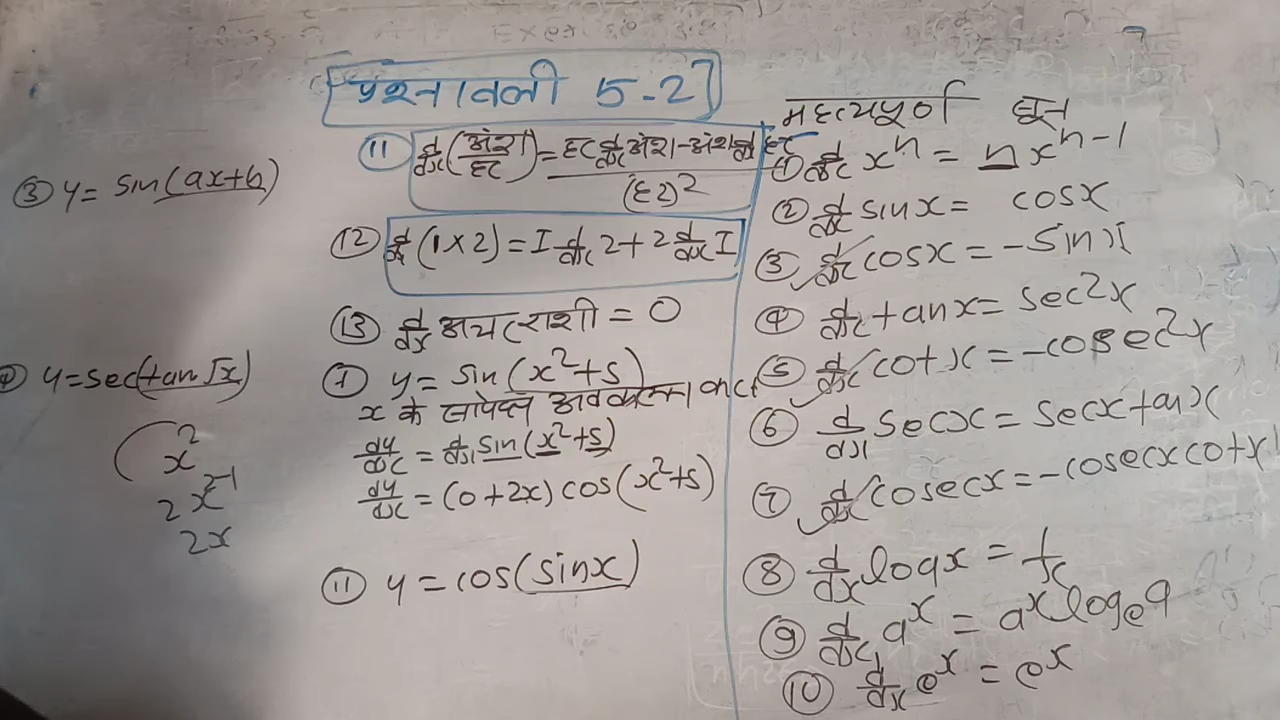 प्रश्नावली 5.2
③ y = sin(ax+b)
④ y = sec(tan√x)
x²
2x²⁻¹
2x
⑪ d/dx (अंश/हर) = हर d/dx अंश - अंश d/dx हर / (हर)²
⑫ d/dx (1×2) = I d/dx 2 + 2 d/dx I
⑬ d/dx अचर राशी = 0
① y = sin(x²+5)
x के सापेक्ष अवकलन
dy/dx = d/dx sin(x²+5)
dy/dx = (0+2x) cos(x²+5)
⑪ y = cos(sinx)
महत्वपूर्ण सूत्र
① d/dx xⁿ = nxⁿ⁻¹
② d/dx sinx = cosx
③ d/dx cosx = -sinx
④ d/dx tanx = sec²x
⑤ d/dx cotx = -cosec²x
⑥ d/dx secx = secx tanx
⑦ d/dx cosecx = -cosecx cotx
⑧ d/dx logx = 1/x
⑨ d/dx aˣ = aˣ logₑa
⑩ d/dx eˣ = eˣ